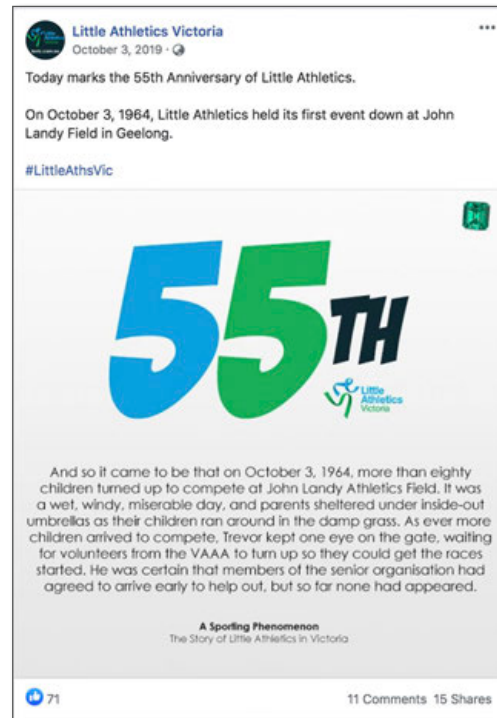 Little Athletics Victoria
October 3, 2019 ·
Today marks the 55th Anniversary of Little Athletics.
On October 3, 1964, Little Athletics held its first event down at John
Landy Field in Geelong.
#LittleAthsVic
55TH
Little
Athletics
Victoria
And so it came to be that on October 3, 1964, more than eighty
children turned up to compete at John Landy Athletics Field. It was
a wet, windy, miserable day, and parents sheltered under inside-out
umbrellas as their children ran around in the damp grass. As ever more
children arrived to compete, Trevor kept one eye on the gate, waiting
for volunteers from the VAAA to turn up so they could get the races
started. He was certain that members of the senior organisation had
agreed to arrive early to help out, but so far none had appeared.
A Sporting Phenomenon
The Story of Little Athletics in Victoria
71
11 Comments 15 Shares